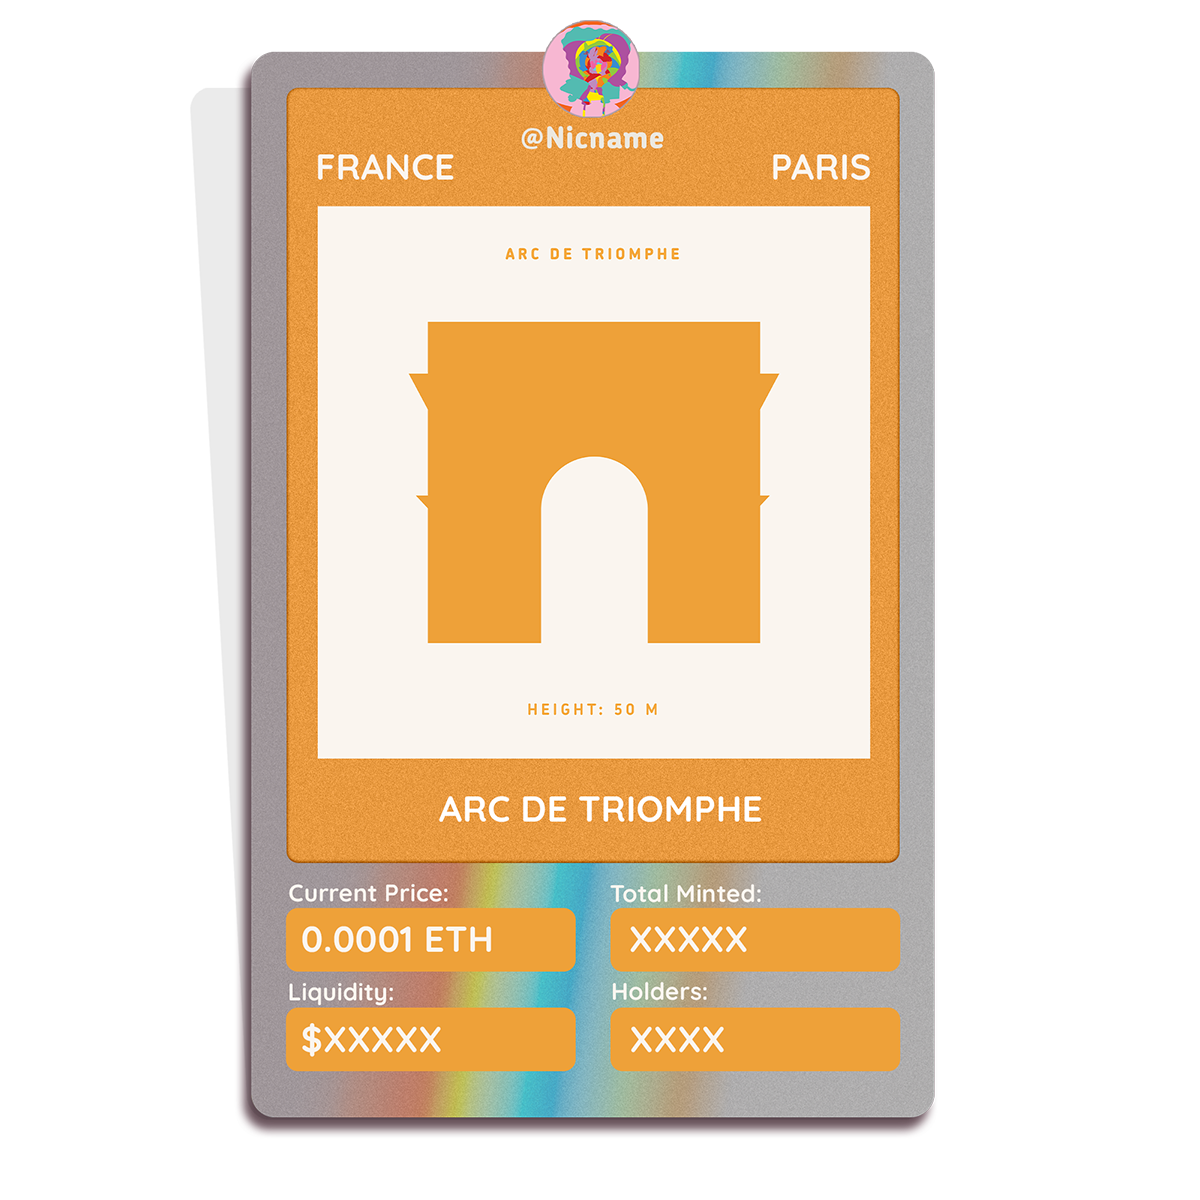 @Nicname
FRANCE
PARIS
ARC DE TRIOMPHE
HEIGHT: 50 M
ARC DE TRIOMPHE
Current Price:
0.0001 ETH
Total Minted:
XXXXX
Liquidity:
$XXXXX
Holders:
XXXX